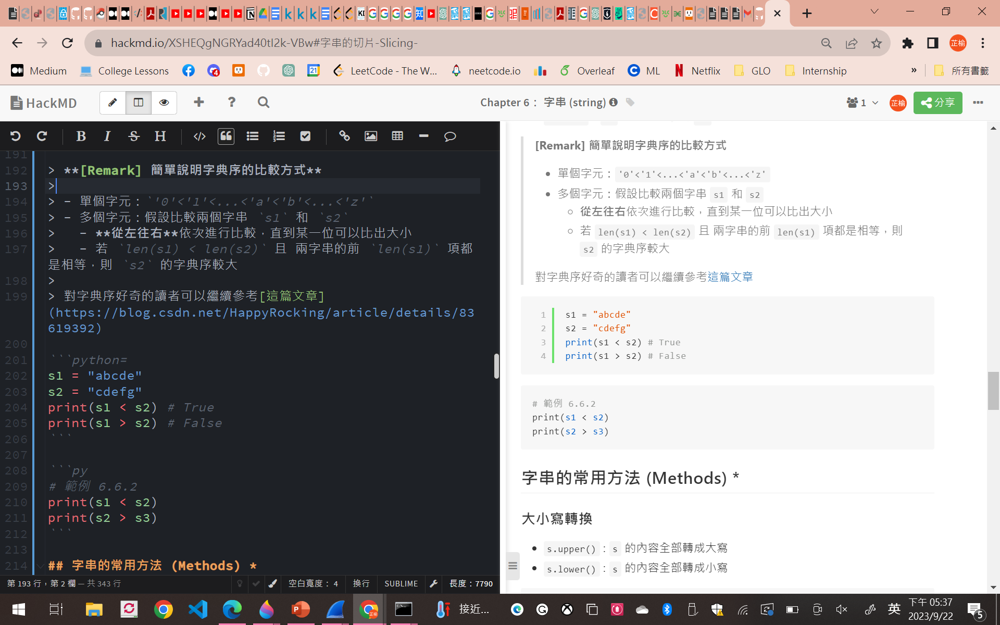 hackmd.io/XSHEQgNGRYad40tI2k-VBw#字串的切片-Slicing-
芷榆
Medium
College Lessons
4
21
LeetCode - The W...
neetcode.io
Overleaf
ML
Netflix
GLO
Internship
»
所有書籤
HackMD
Chapter 6： 字串 (string)
1
芷榆
分享
B I S H
191
192 > **[Remark] 簡單說明字典序的比較方式**
193 >
194 > - 單個字元：`'0'<'1'<...<'a'<'b'<...<'z'`
195 > - 多個字元：假設比較兩個字串 `s1` 和 `s2`
196 >   - **從左往右**依次進行比較，直到某一位可以比出大小
197 >   - 若 `len(s1) < len(s2)` 且 兩字串的前 `len(s1)` 項都
是相等，則 `s2` 的字典序較大
198 >
199 > 對字典序好奇的讀者可以繼續參考[這篇文章]
(https://blog.csdn.net/HappyRocking/article/details/83
619392)
200
201 ```python=
202 s1 = "abcde"
203 s2 = "cdefg"
204 print(s1 < s2) # True
205 print(s1 > s2) # False
206 ```
207
208 ```py
209 # 範例 6.6.2
210 print(s1 < s2)
211 print(s2 > s3)
212 ```
213
214 ## 字串的常用方法 (Methods) *
第 193 行，第 2 欄 — 共 343 行
空白寬度： 4
換行
SUBLIME
長度：7790
[Remark] 簡單說明字典序的比較方式
單個字元：'0'<'1'<...<'a'<'b'<...<'z'
多個字元：假設比較兩個字串 s1 和 s2
從左往右依次進行比較，直到某一位可以比出大小
若 len(s1) < len(s2) 且 兩字串的前 len(s1) 項都是相等，則
s2 的字典序較大
對字典序好奇的讀者可以繼續參考這篇文章
1 s1 = "abcde"
2 s2 = "cdefg"
3 print(s1 < s2) # True
4 print(s1 > s2) # False
# 範例 6.6.2
print(s1 < s2)
print(s2 > s3)
字串的常用方法 (Methods) *
大小寫轉換
s.upper()：s 的內容全部轉成大寫
s.lower()：s 的內容全部轉成小寫
接近...
英
下午 05:37
2023/9/22
5